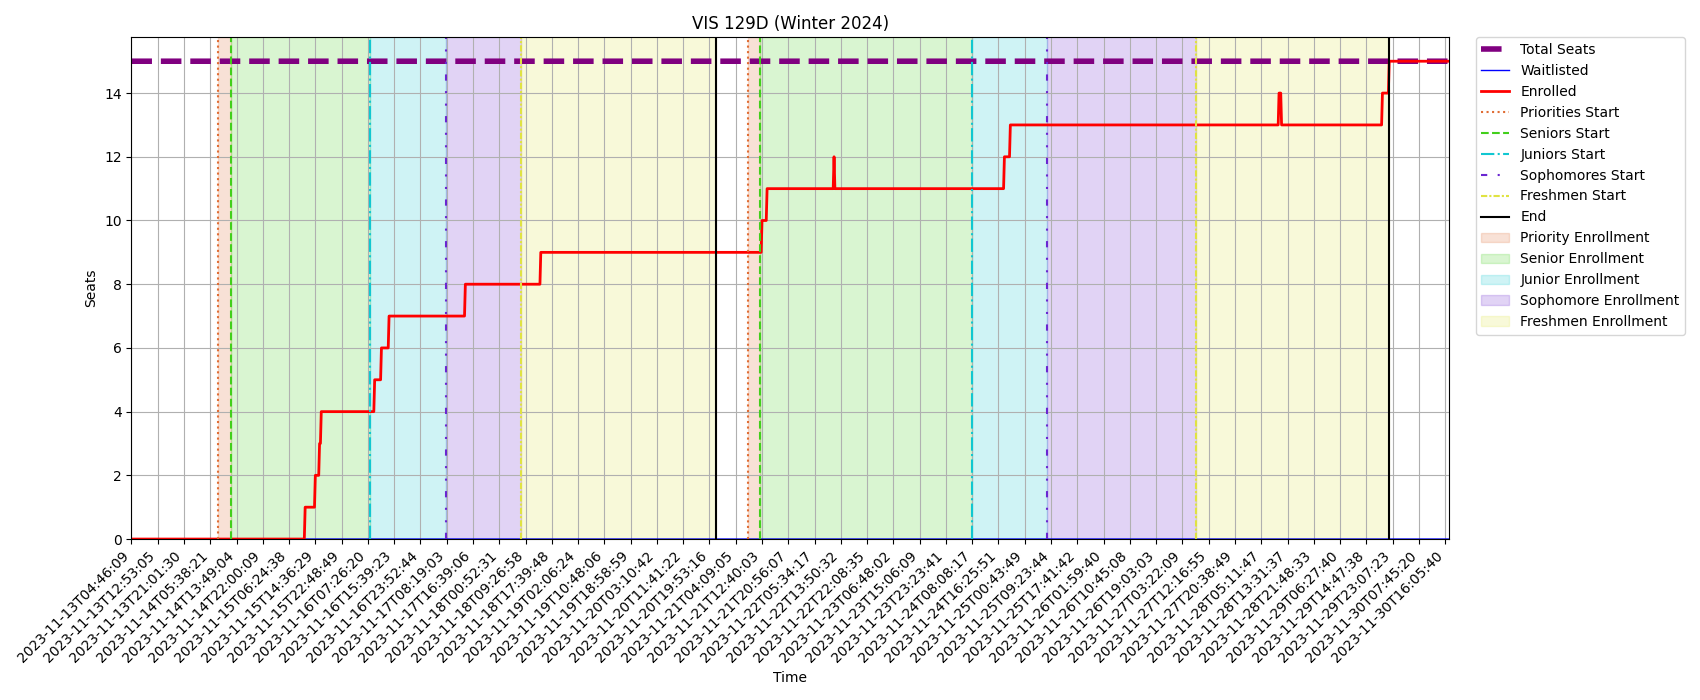 VIS 129D (Winter 2024)
Seats
14
12
10
8
6
4
2
0
2023-11-13T04:46:09
2023-11-13T12:53:05
2023-11-13T21:01:30
2023-11-14T05:38:21
2023-11-14T13:49:04
2023-11-14T22:00:09
2023-11-15T06:24:38
2023-11-15T14:36:29
2023-11-15T22:48:49
2023-11-16T07:26:20
2023-11-16T15:39:23
2023-11-16T23:52:44
2023-11-17T08:19:03
2023-11-17T16:39:06
2023-11-18T00:52:31
2023-11-18T09:26:58
2023-11-18T17:39:48
2023-11-19T02:06:24
2023-11-19T10:48:06
2023-11-19T18:58:59
2023-11-20T03:10:42
2023-11-20T11:41:22
2023-11-20T19:53:16
2023-11-21T04:09:05
2023-11-21T12:40:03
2023-11-21T20:56:07
2023-11-22T05:34:17
2023-11-22T13:50:32
2023-11-22T22:08:35
2023-11-23T06:48:02
2023-11-23T15:06:09
2023-11-23T23:23:41
2023-11-24T08:08:17
2023-11-24T16:25:51
2023-11-25T00:43:49
2023-11-25T09:23:44
2023-11-25T17:41:42
2023-11-26T01:59:40
2023-11-26T10:45:08
2023-11-26T19:03:03
2023-11-27T03:22:09
2023-11-27T12:16:55
2023-11-27T20:38:49
2023-11-28T05:11:47
2023-11-28T13:31:37
2023-11-28T21:48:33
2023-11-29T06:27:40
2023-11-29T14:47:38
2023-11-29T23:07:23
2023-11-30T07:45:20
2023-11-30T16:05:40
Time
Total Seats
Waitlisted
Enrolled
Priorities Start
Seniors Start
Juniors Start
Sophomores Start
Freshmen Start
End
Priority Enrollment
Senior Enrollment
Junior Enrollment
Sophomore Enrollment
Freshmen Enrollment